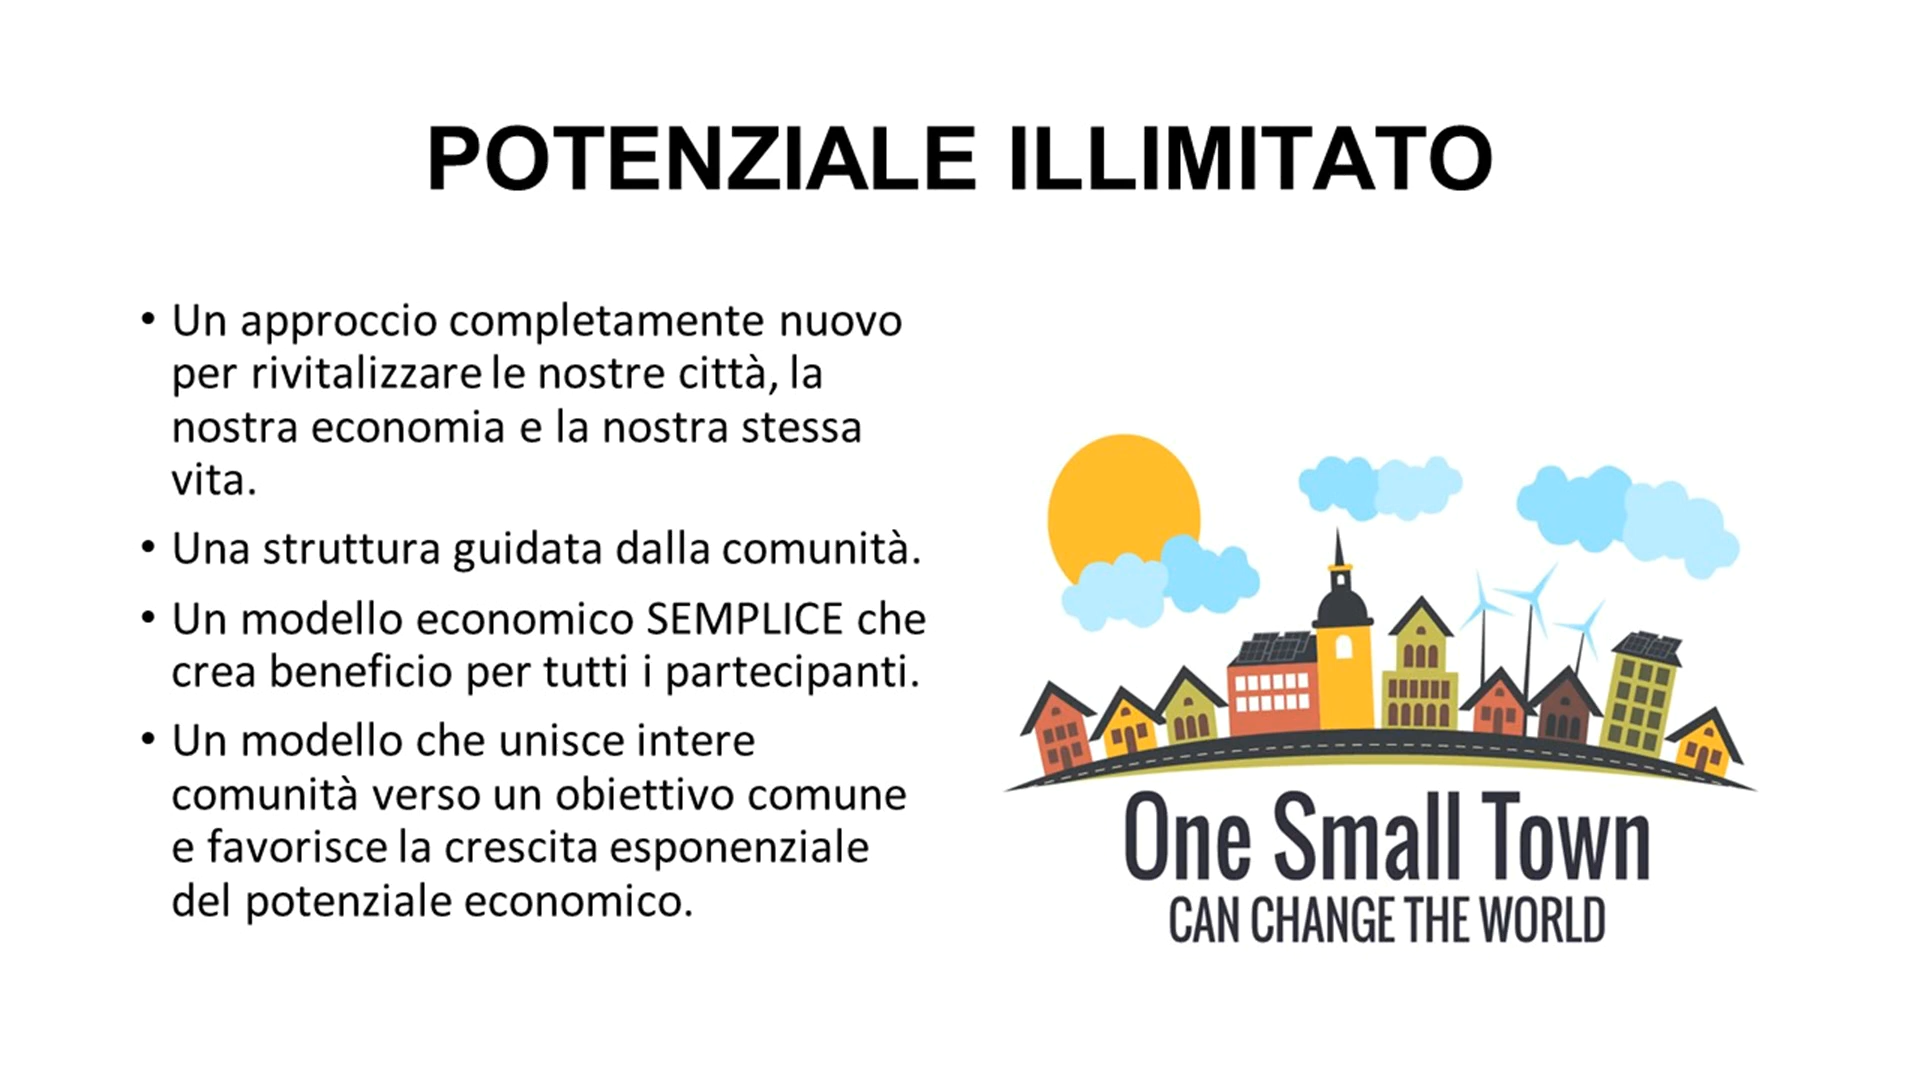 POTENZIALE ILLIMITATO
• Un approccio completamente nuovo
per rivitalizzare le nostre città, la
nostra economia e la nostra stessa
vita.
• Una struttura guidata dalla comunità.
• Un modello economico SEMPLICE che
crea beneficio per tutti i partecipanti.
• Un modello che unisce intere
comunità verso un obiettivo comune
e favorisce la crescita esponenziale
del potenziale economico.
One Small Town
CAN CHANGE THE WORLD